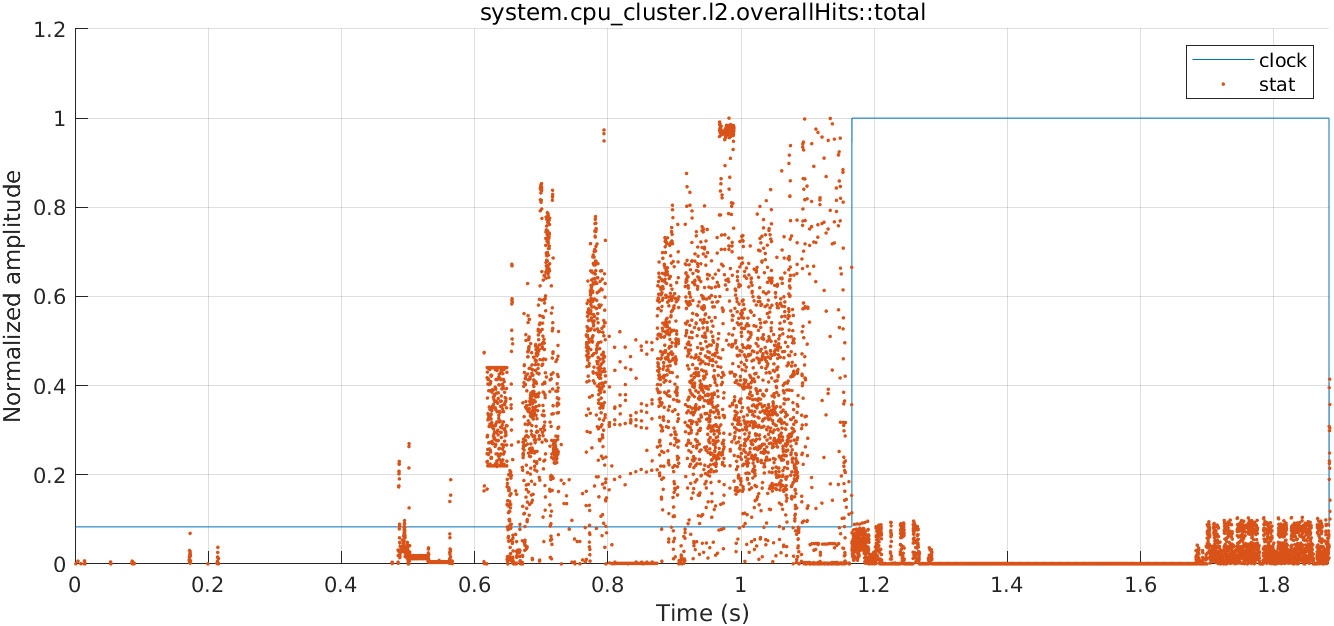 system.cpu_cluster.l2.overallHits::total
clock
stat
Normalized amplitude
1.2
1
0.8
0.6
0.4
0.2
0
0 0.2 0.4 0.6 0.8 1 1.2 1.4 1.6 1.8
Time (s)